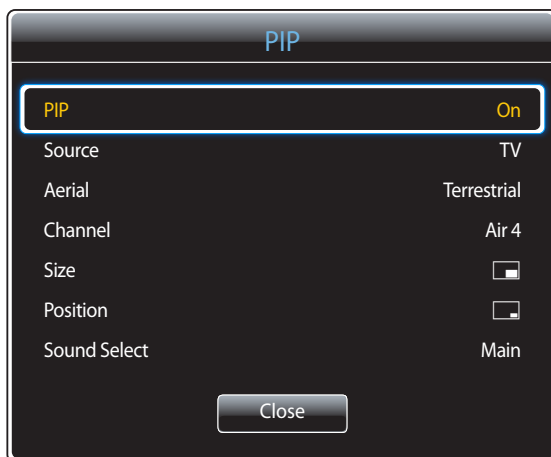 PIP
PIP On
Source TV
Aerial Terrestrial
Channel Air 4
Size
Position
Sound Select Main
Close